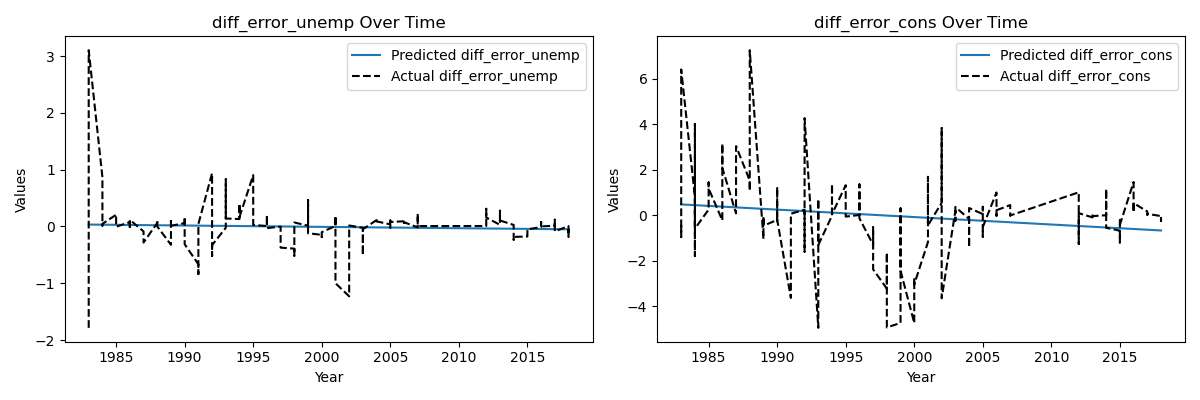 diff_error_unemp Over Time
Predicted diff_error_unemp
Actual diff_error_unemp
3
2
1
0
−1
−2
Values
1985 1990 1995 2000 2005 2010 2015
Year
diff_error_cons Over Time
Predicted diff_error_cons
Actual diff_error_cons
6
4
2
0
−2
−4
Values
1985 1990 1995 2000 2005 2010 2015
Year